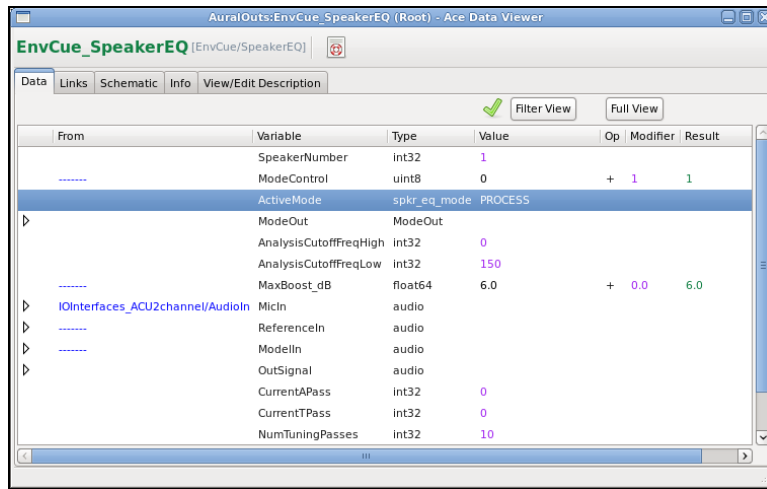 AuralOuts:EnvCue_SpeakerEQ (Root) - Ace Data Viewer
EnvCue_SpeakerEQ [EnvCue/SpeakerEQ]
Data Links Schematic Info View/Edit Description
Filter View Full View
From Variable Type Value Op Modifier Result
SpeakerNumber int32 1
------- ModeControl uint8 0 + 1 1
ActiveMode spkr_eq_mode PROCESS
ModeOut ModeOut
AnalysisCutoffFreqHigh int32 0
AnalysisCutoffFreqLow int32 150
------- MaxBoost_dB float64 6.0 + 0.0 6.0
IOInterfaces_ACU2channel/AudioIn MicIn audio
------- ReferenceIn audio
------- ModelIn audio
OutSignal audio
CurrentAPass int32 0
CurrentTPass int32 0
NumTuningPasses int32 10